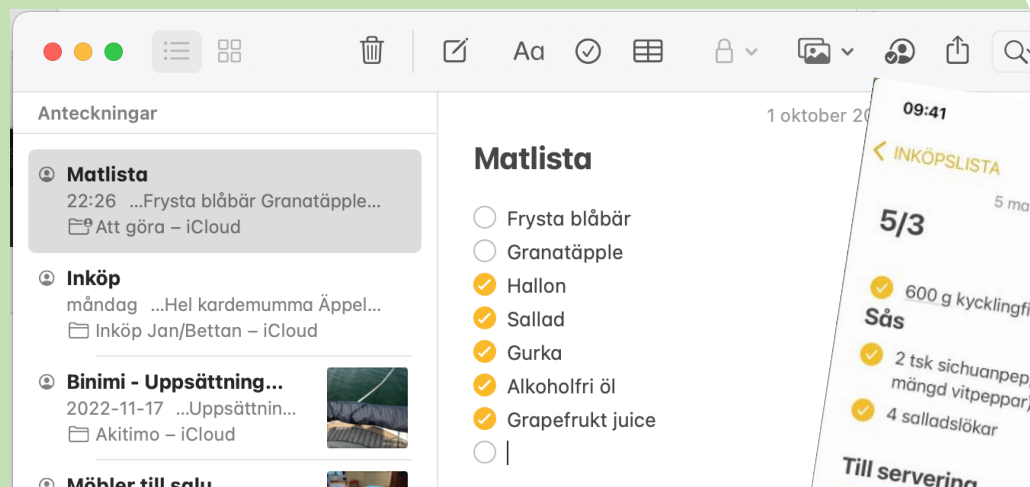 Aa
Anteckningar
Matlista
22:26 ...Frysta blåbär Granatäpple...
Att göra – iCloud
Inköp
måndag ...Hel kardemumma Äppel...
Inköp Jan/Bettan – iCloud
Binimi - Uppsättning...
2022-11-17 ...Uppsättnin...
Akitimo – iCloud
Möbler till salu
1 oktober 20
Matlista
Frysta blåbär
Granatäpple
Hallon
Sallad
Gurka
Alkoholfri öl
Grapefrukt juice
09:41
INKÖPSLISTA
5 ma
5/3
600 g kycklingfi
Sås
2 tsk sichuanpep
mängd vitpeppar)
4 salladslökar
Till servering